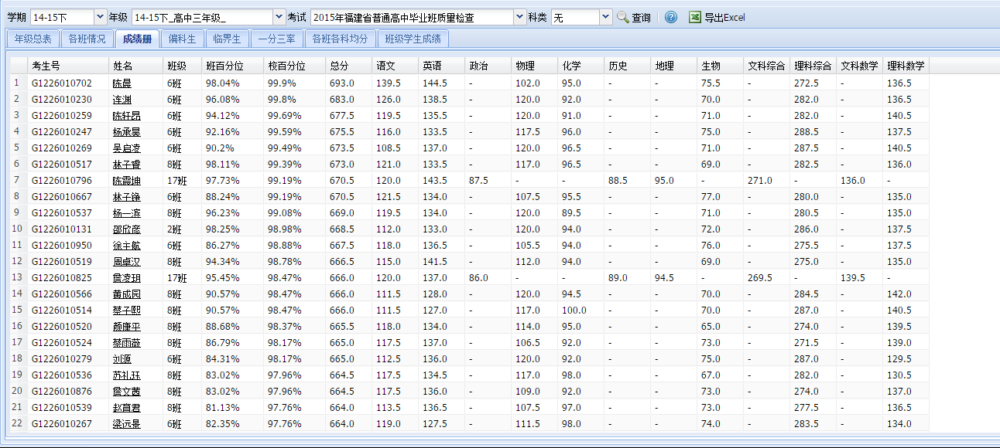 学期 14-15下 年级 14-15下_高中三年级_ 考试 2015年福建省普通高中毕业班质量检查 科类 无 查询 导出Excel
年级总表 各班情况 成绩册 偏科生 临界生 一分三率 各班各科均分 班级学生成绩
考生号 姓名 班级 班百分位 校百分位 总分 语文 英语 政治 物理 化学 历史 地理 生物 文科综合 理科综合 文科数学 理科数学
1 G1226010702 陈晨 6班 98.04% 99.9% 693.0 139.5 144.5 - 102.0 95.0 - - 75.5 - 272.5 - 136.5
2 G1226010230 连渊 6班 96.08% 99.8% 683.0 126.0 138.5 - 120.0 92.0 - - 70.0 - 282.0 - 136.5
3 G1226010259 陈轩昂 6班 94.12% 99.69% 677.5 119.5 135.5 - 120.0 91.0 - - 71.0 - 282.0 - 140.5
4 G1226010247 杨承昊 6班 92.16% 99.59% 675.5 116.0 133.5 - 117.5 96.0 - - 75.0 - 288.5 - 137.5
5 G1226010269 吴启凌 6班 90.2% 99.49% 673.5 108.5 137.0 - 120.0 96.5 - - 71.0 - 287.5 - 140.5
6 G1226010517 林子睿 8班 98.11% 99.39% 673.0 121.0 133.5 - 117.0 96.5 - - 69.0 - 282.5 - 136.0
7 G1226010796 陈震坤 17班 97.73% 99.19% 670.5 120.0 143.5 87.5 - - 88.5 95.0 - 271.0 - 136.0 -
8 G1226010667 林子铮 6班 88.24% 99.19% 670.5 121.5 134.0 - 107.5 95.5 - - 77.0 - 280.0 - 135.0
9 G1226010537 杨一滨 8班 96.23% 99.08% 669.0 119.5 134.0 - 120.0 89.5 - - 71.0 - 280.5 - 135.0
10 G1226010131 邵欣彦 2班 98.25% 98.98% 668.5 112.0 133.0 - 120.0 94.0 - - 72.0 - 286.0 - 137.5
11 G1226010950 徐主航 6班 86.27% 98.88% 667.5 118.0 136.5 - 105.5 94.0 - - 76.0 - 275.5 - 137.5
12 G1226010519 周卓汉 8班 94.34% 98.78% 666.5 115.0 141.5 - 112.0 94.0 - - 69.0 - 275.0 - 135.0
13 G1226010825 詹凌玥 17班 95.45% 98.47% 666.0 120.0 137.0 86.0 - - 89.0 94.5 - 269.5 - 139.5 -
14 G1226010566 黄成园 8班 90.57% 98.47% 666.0 111.5 128.0 - 120.0 94.5 - - 70.0 - 284.5 - 142.0
15 G1226010514 蔡子熙 8班 90.57% 98.47% 666.0 111.5 127.0 - 117.0 100.0 - - 70.0 - 287.0 - 140.5
16 G1226010520 颜康平 8班 88.68% 98.37% 665.5 118.0 134.0 - 114.0 95.0 - - 65.0 - 274.0 - 139.5
17 G1226010524 蔡雨薇 8班 86.79% 98.17% 665.0 117.5 137.0 - 106.5 92.0 - - 73.0 - 271.5 - 139.0
18 G1226010279 刘源 6班 84.31% 98.17% 665.0 112.5 136.0 - 120.0 92.0 - - 75.0 - 287.0 - 129.5
19 G1226010536 苏礼珏 8班 83.02% 97.96% 664.5 117.5 134.5 - 117.0 98.0 - - 67.0 - 282.0 - 130.5
20 G1226010876 詹文茜 8班 83.02% 97.96% 664.5 117.5 136.0 - 109.0 92.0 - - 73.0 - 274.0 - 137.0
21 G1226010539 赵育君 8班 81.13% 97.76% 664.0 113.5 136.5 - 107.5 97.0 - - 73.0 - 277.5 - 136.5
22 G1226010267 梁远景 6班 82.35% 97.76% 664.0 119.0 127.5 - 111.5 98.0 - - 74.0 - 283.5 - 134.0